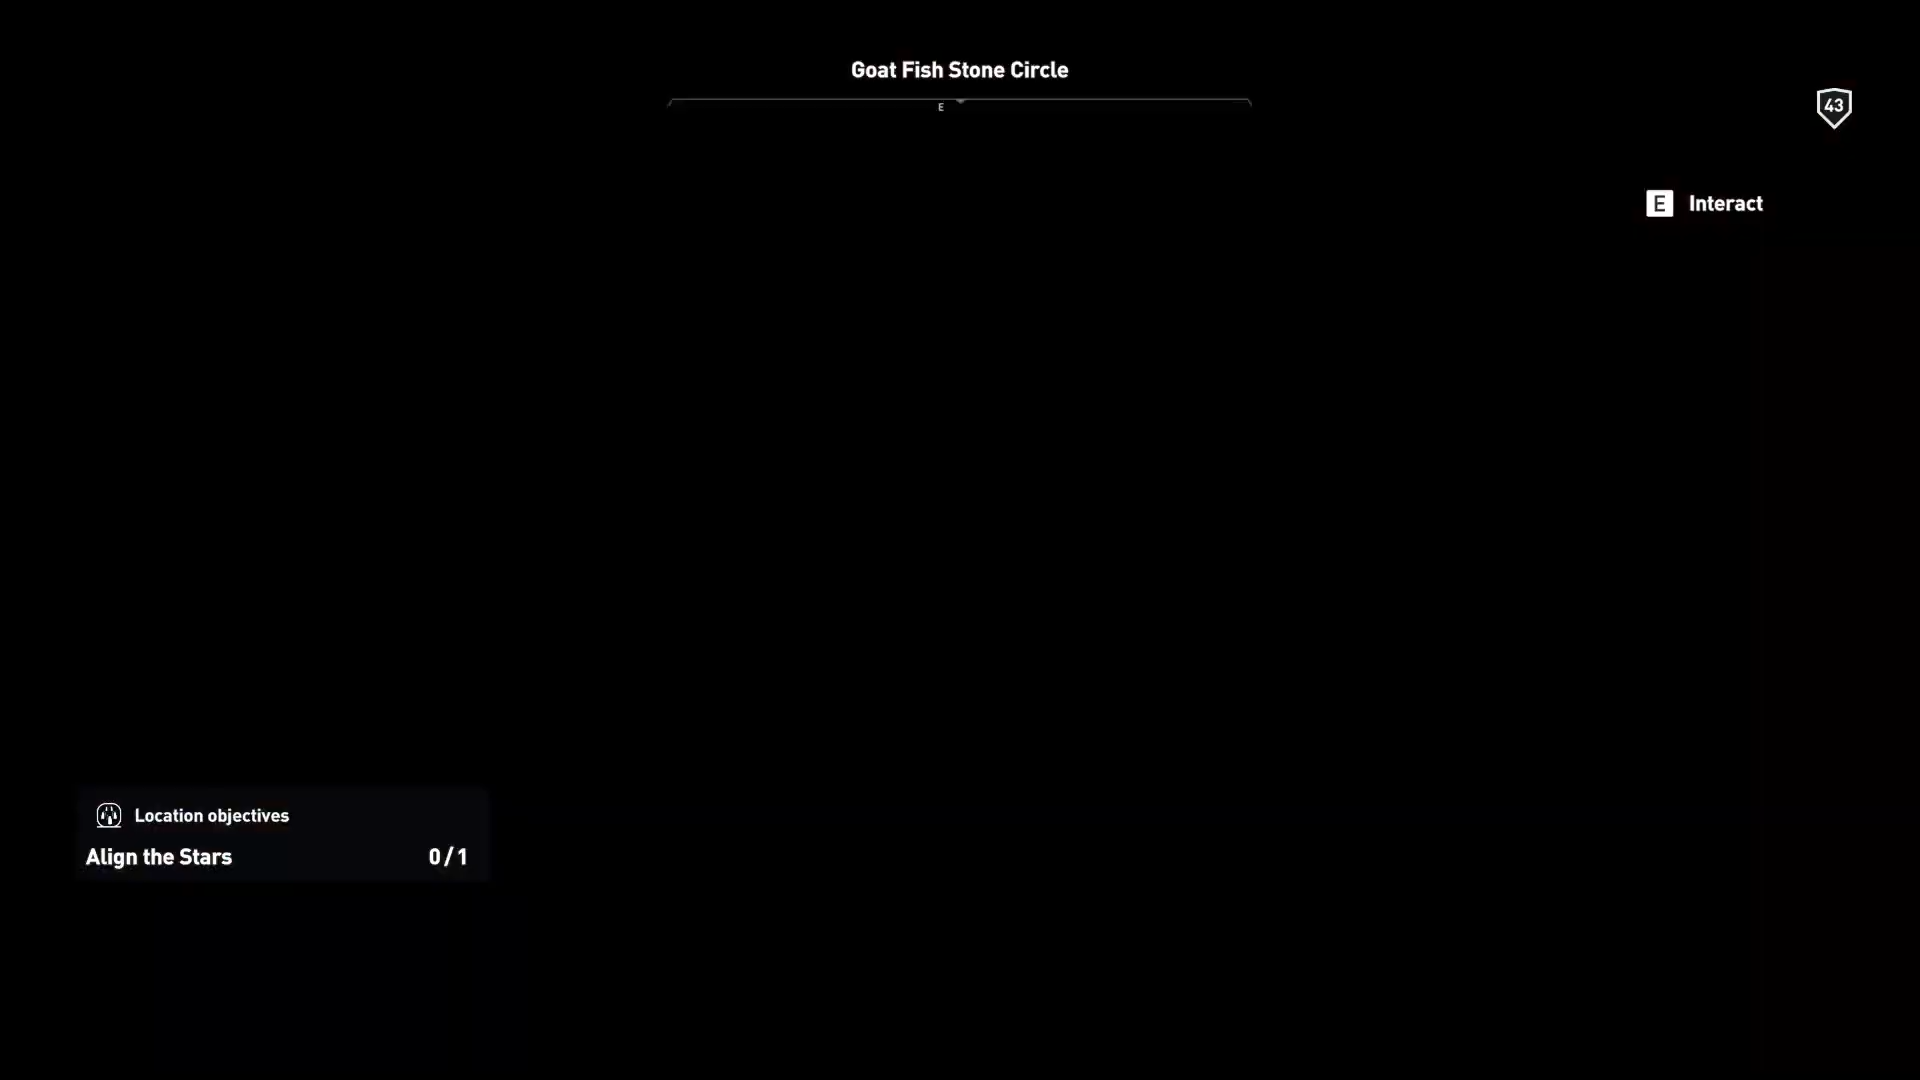 Goat Fish Stone Circle
E
43
E Interact
Location objectives
Align the Stars 0/1